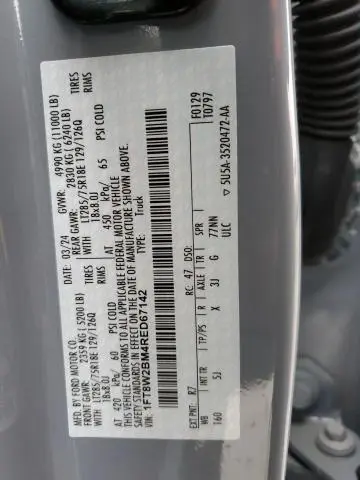 MFD. BY FORD MOTOR CO.
DATE: 03/24 GVWR: 4990 KG (11000 LB)
FRONT GAWR: 2359 KG (5200 LB) REAR GAWR: 2830 KG (6240 LB)
WITH LT285/75R18E 129/126Q TIRES WITH LT285/75R18E 129/126Q TIRES
18x8.0J RIMS 18x8.0J RIMS
AT 420 kPa/ 60 PSI COLD AT 450 kPa/ 65 PSI COLD
THIS VEHICLE CONFORMS TO ALL APPLICABLE FEDERAL MOTOR VEHICLE
SAFETY STANDARDS IN EFFECT ON THE DATE OF MANUFACTURE SHOWN ABOVE.
VIN: 1FT8W2BM4RED67142
TYPE: Truck
F0129
T0797
EXT PNT: R7 RC: 47 DSO:
WB INT TR TP/PS R AXLE TR SPR
160 5J X 3J G 77NN
ULC
5U5A-3520472-AA